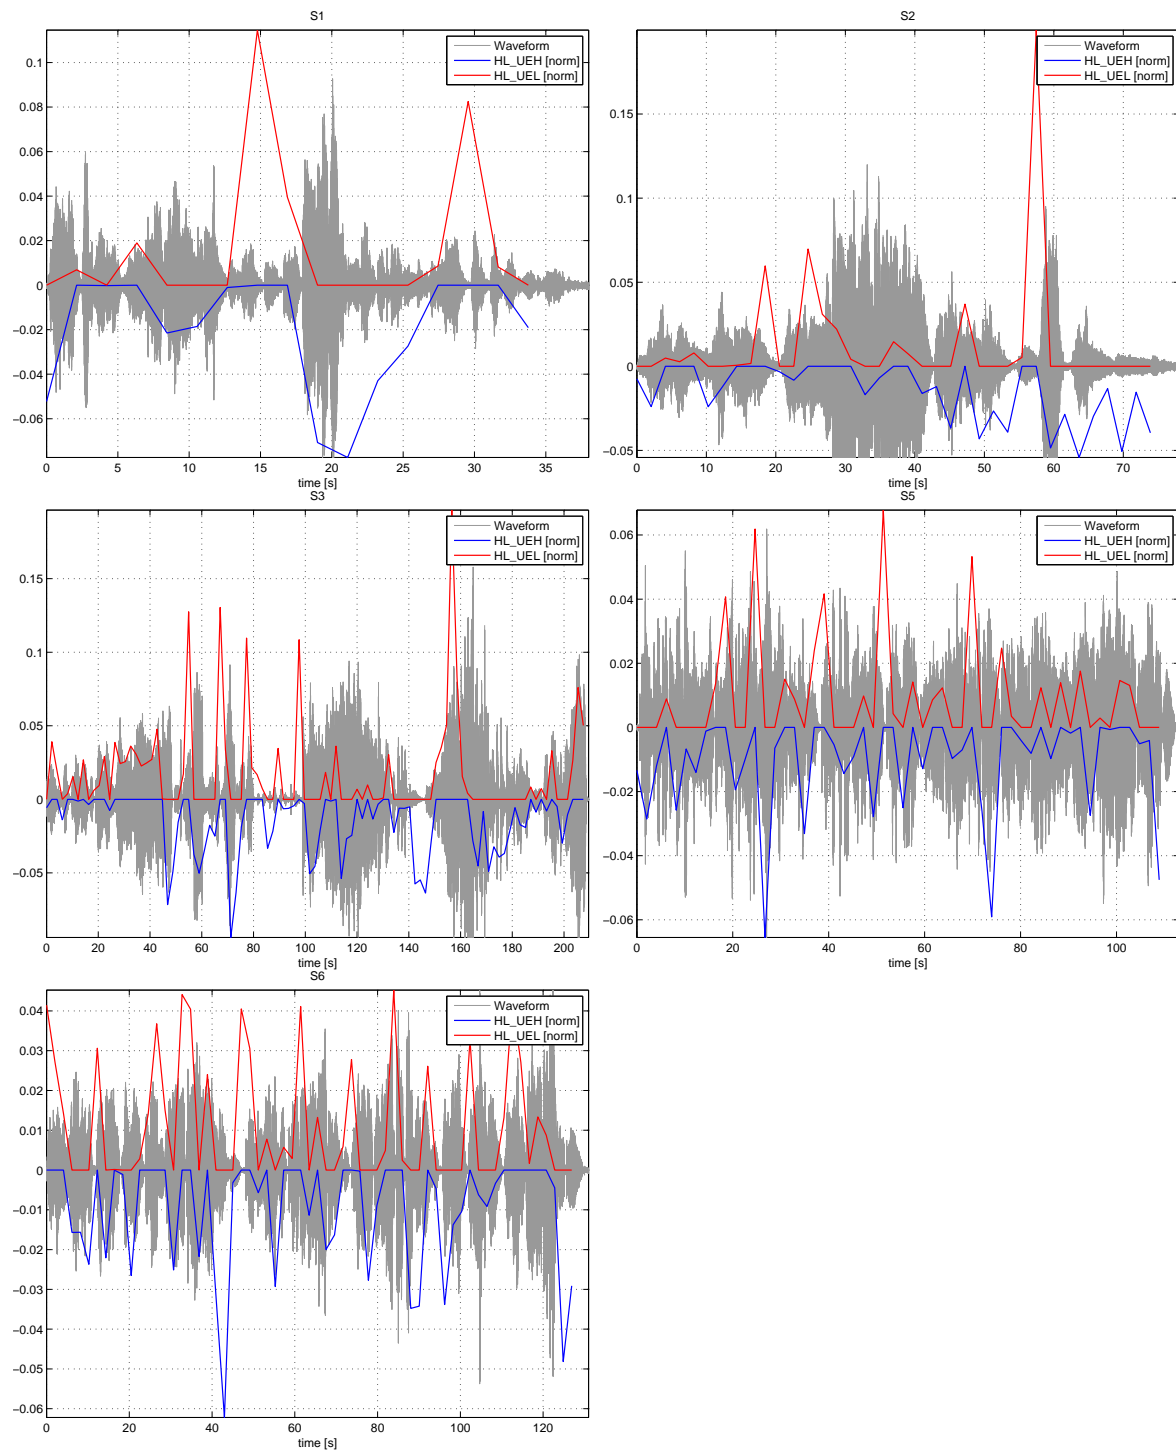 S1
Waveform
HL_UEH [norm]
HL_UEL [norm]
0.1
0.08
0.06
0.04
0.02
0
−0.02
−0.04
−0.06
0 5 10 15 20 25 30 35
time [s]
S2
Waveform
HL_UEH [norm]
HL_UEL [norm]
0.15
0.1
0.05
0
−0.05
0 10 20 30 40 50 60 70
time [s]
S3
Waveform
HL_UEH [norm]
HL_UEL [norm]
0.15
0.1
0.05
0
−0.05
0 20 40 60 80 100 120 140 160 180 200
time [s]
S5
Waveform
HL_UEH [norm]
HL_UEL [norm]
0.06
0.04
0.02
0
−0.02
−0.04
−0.06
0 20 40 60 80 100
time [s]
S6
Waveform
HL_UEH [norm]
HL_UEL [norm]
0.04
0.03
0.02
0.01
0
−0.01
−0.02
−0.03
−0.04
−0.05
−0.06
0 20 40 60 80 100 120
time [s]